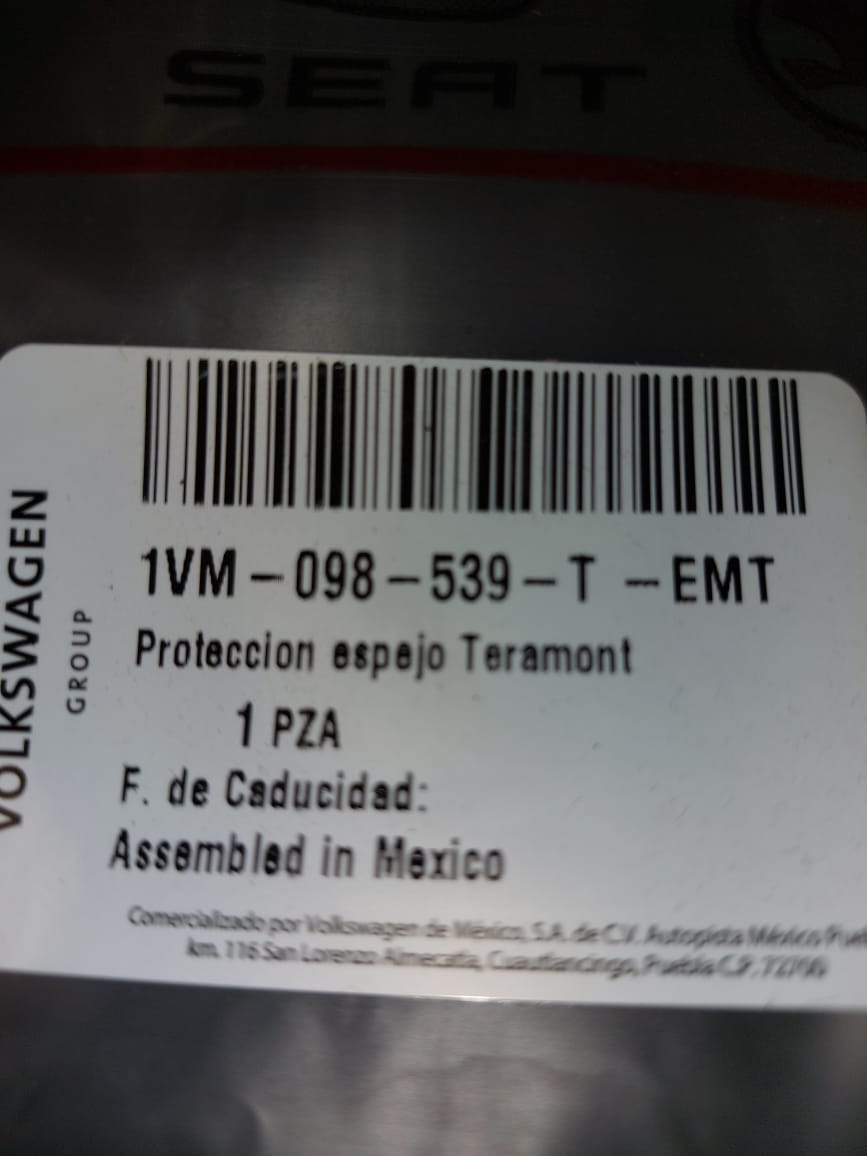 SEAT
VOLKSWAGEN
GROUP
1VM-098-539-T -EMT
Proteccion espejo Teramont
1 PZA
F. de Caducidad:
Assembled in Mexico
Comercializado por Volkswagen de México, S.A. de C.V. Autopista México Pueb
km. 116 San Lorenzo Almecatla, Cuautlancingo, Puebla C.P. 72700